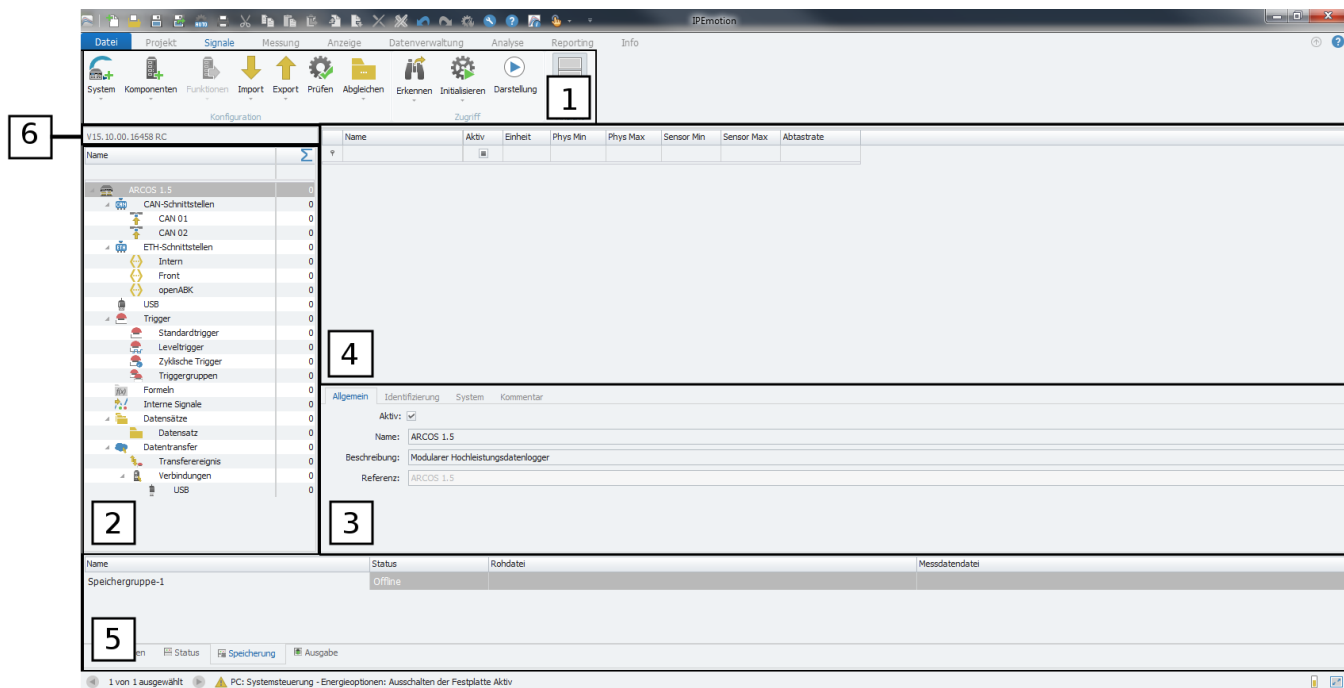 IPEmotion
AUTO
Datei Projekt Signale Messung Anzeige Datenverwaltung Analyse Reporting Info
System Komponenten Funktionen Import Export Prüfen Abgleichen Erkennen Initialisieren Darstellung
1
Konfiguration Zugriff
6
V15.10.00.16458 RC
Name Σ
Name Aktiv Einheit Phys Min Phys Max Sensor Min Sensor Max Abtastrate
ARCOS 1.5 0
CAN-Schnittstellen 0
CAN 01 0
CAN 02 0
ETH-Schnittstellen 0
Intern 0
Front 0
openABK 0
USB 0
Trigger 0
Standardtrigger 0
Leveltrigger 0
Zyklische Trigger 0
Triggergruppen 0
f(x) Formeln 0
Interne Signale 0
Datensätze 0
Datensatz 0
Datentransfer 0
Transferereignis 0
Verbindungen 0
USB 0
2
4
Allgemein Identifizierung System Kommentar
Aktiv:
Name: ARCOS 1.5
Beschreibung: Modularer Hochleistungsdatenlogger
Referenz: ARCOS 1.5
3
Name Status Rohdatei Messdatendatei
Speichergruppe-1 Offline
5
en Status Speicherung Ausgabe
1 von 1 ausgewählt PC: Systemsteuerung - Energieoptionen: Ausschalten der Festplatte Aktiv